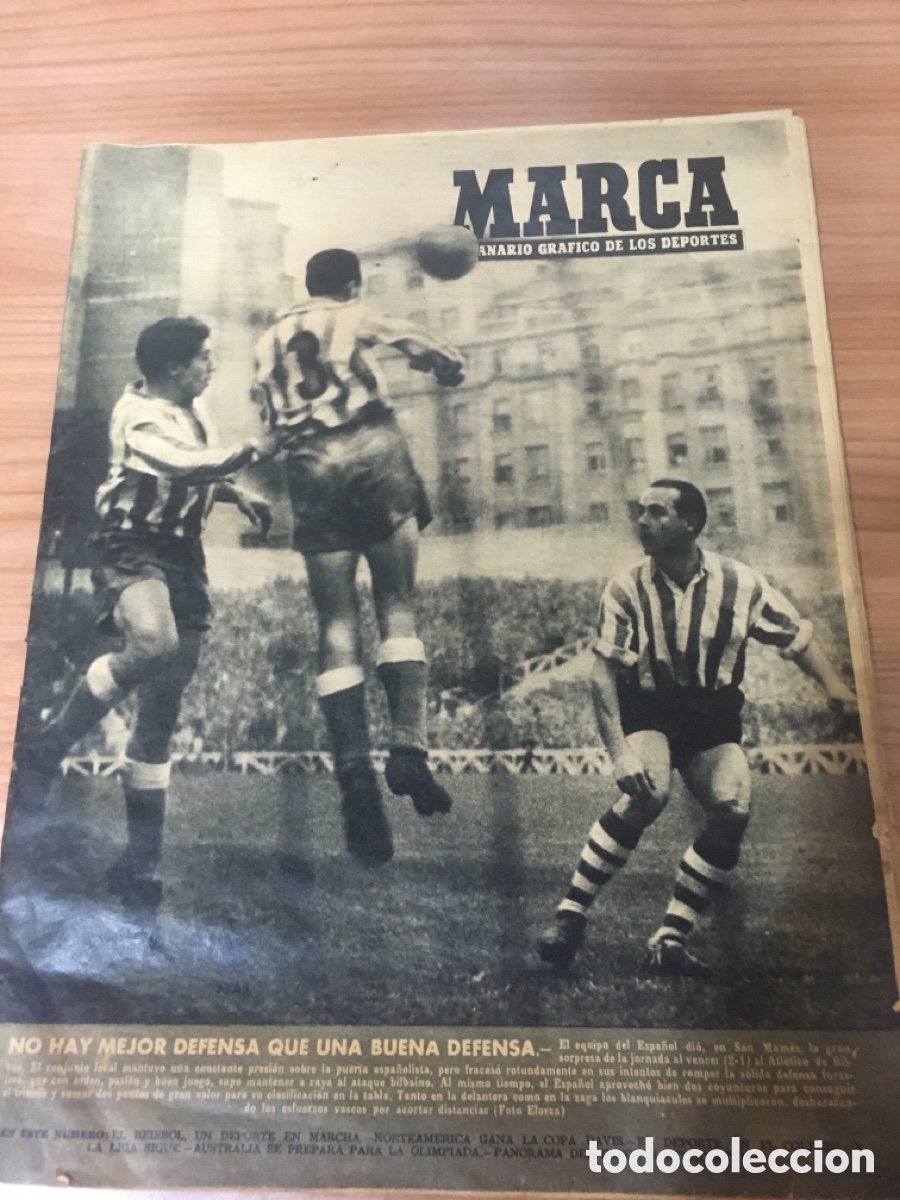 MARCA
ANARIO GRAFICO DE LOS DEPORTES
3
NO HAY MEJOR DEFENSA QUE UNA BUENA DEFENSA.— El equipo del Español dió, en San Mamés, la gran
sorpresa de la jornada al vencer (2-1) al Atlético de Bil-
bao. El conjunto local mantuvo una constante presión sobre la puerta españolista, pero fracasó rotundamente en sus intentos de romper la sólida defensa
que con orden, pasión y buen juego, supo mantener a raya al ataque bilbaíno. Al mismo tiempo, el Español aprovechó bien dos coyunturas para conseguir
y sumar dos puntos de gran valor para su clasificación en la tabla. Tanto en la delantera como en la zaga los blanquiazules se multiplicaron, desbaratan-
do los esfuerzos vascos por acortar distancias (Foto Elorza)
EN ESTE NUMERO: EL BEISBOL, UN DEPORTE EN MARCHA.—NORTEAMERICA GANA LA COPA DAVIS.— DEPORTE EN EL
LA LIGA SIGUE.—AUSTRALIA SE PREPARA PARA LA OLIMPIADA.—PANORAMA
todocoleccion